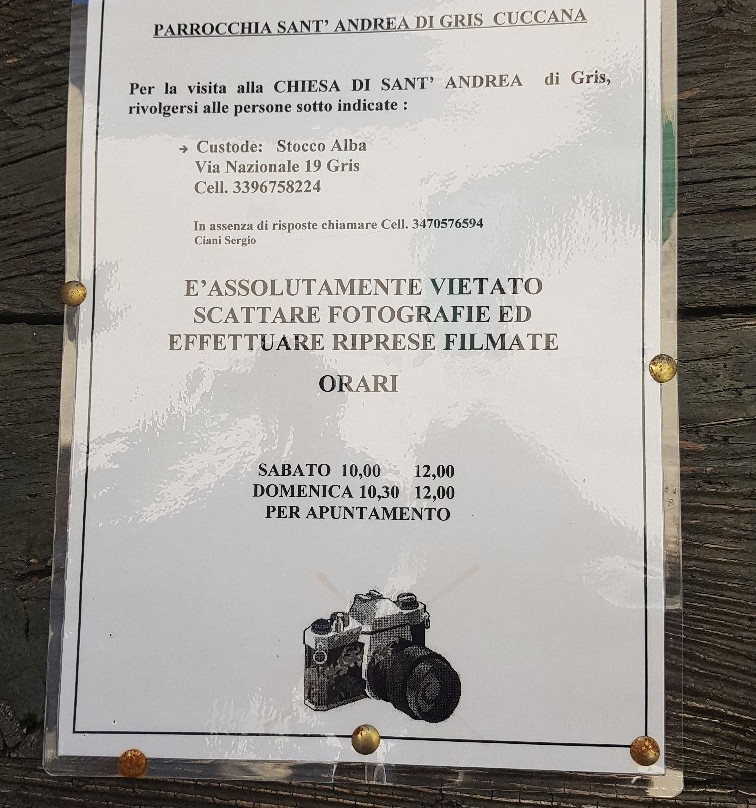 PARROCCHIA SANT' ANDREA DI GRIS CUCCANA
Per la visita alla CHIESA DI SANT' ANDREA di Gris,
rivolgersi alle persone sotto indicate :
→ Custode: Stocco Alba
Via Nazionale 19 Gris
Cell. 3396758224
In assenza di risposte chiamare Cell. 3470576594
Ciani Sergio
E'ASSOLUTAMENTE VIETATO
SCATTARE FOTOGRAFIE ED
EFFETTUARE RIPRESE FILMATE
ORARI
SABATO 10,00 12,00
DOMENICA 10,30 12,00
PER APUNTAMENTO